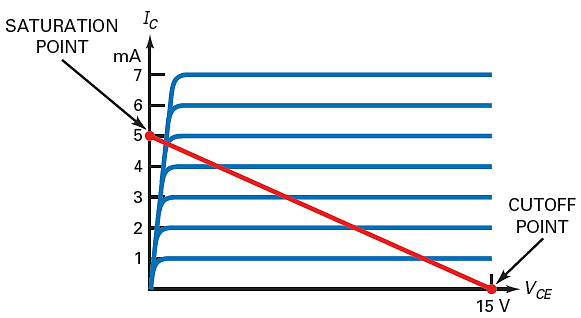 SATURATION
POINT
I_C
mA
7
6
5
4
3
2
1
CUTOFF
POINT
V_CE
15 V